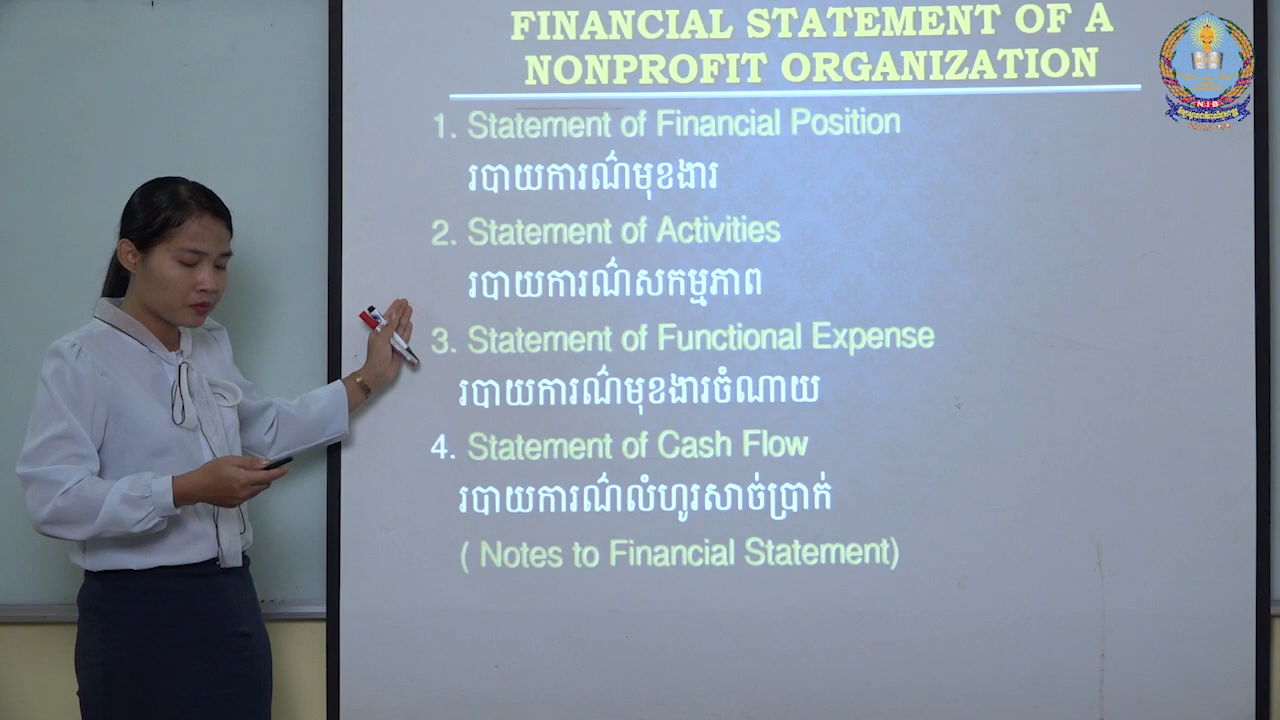 FINANCIAL STATEMENT OF A
NONPROFIT ORGANIZATION
1. Statement of Financial Position
របាយការណ៌មុខងារ
2. Statement of Activities
របាយការណ៌សកម្មភាព
3. Statement of Functional Expense
របាយការណ៌មុខងារចំណាយ
4. Statement of Cash Flow
របាយការណ៌លំហូរសាច់ប្រាក់
( Notes to Financial Statement)
NIB